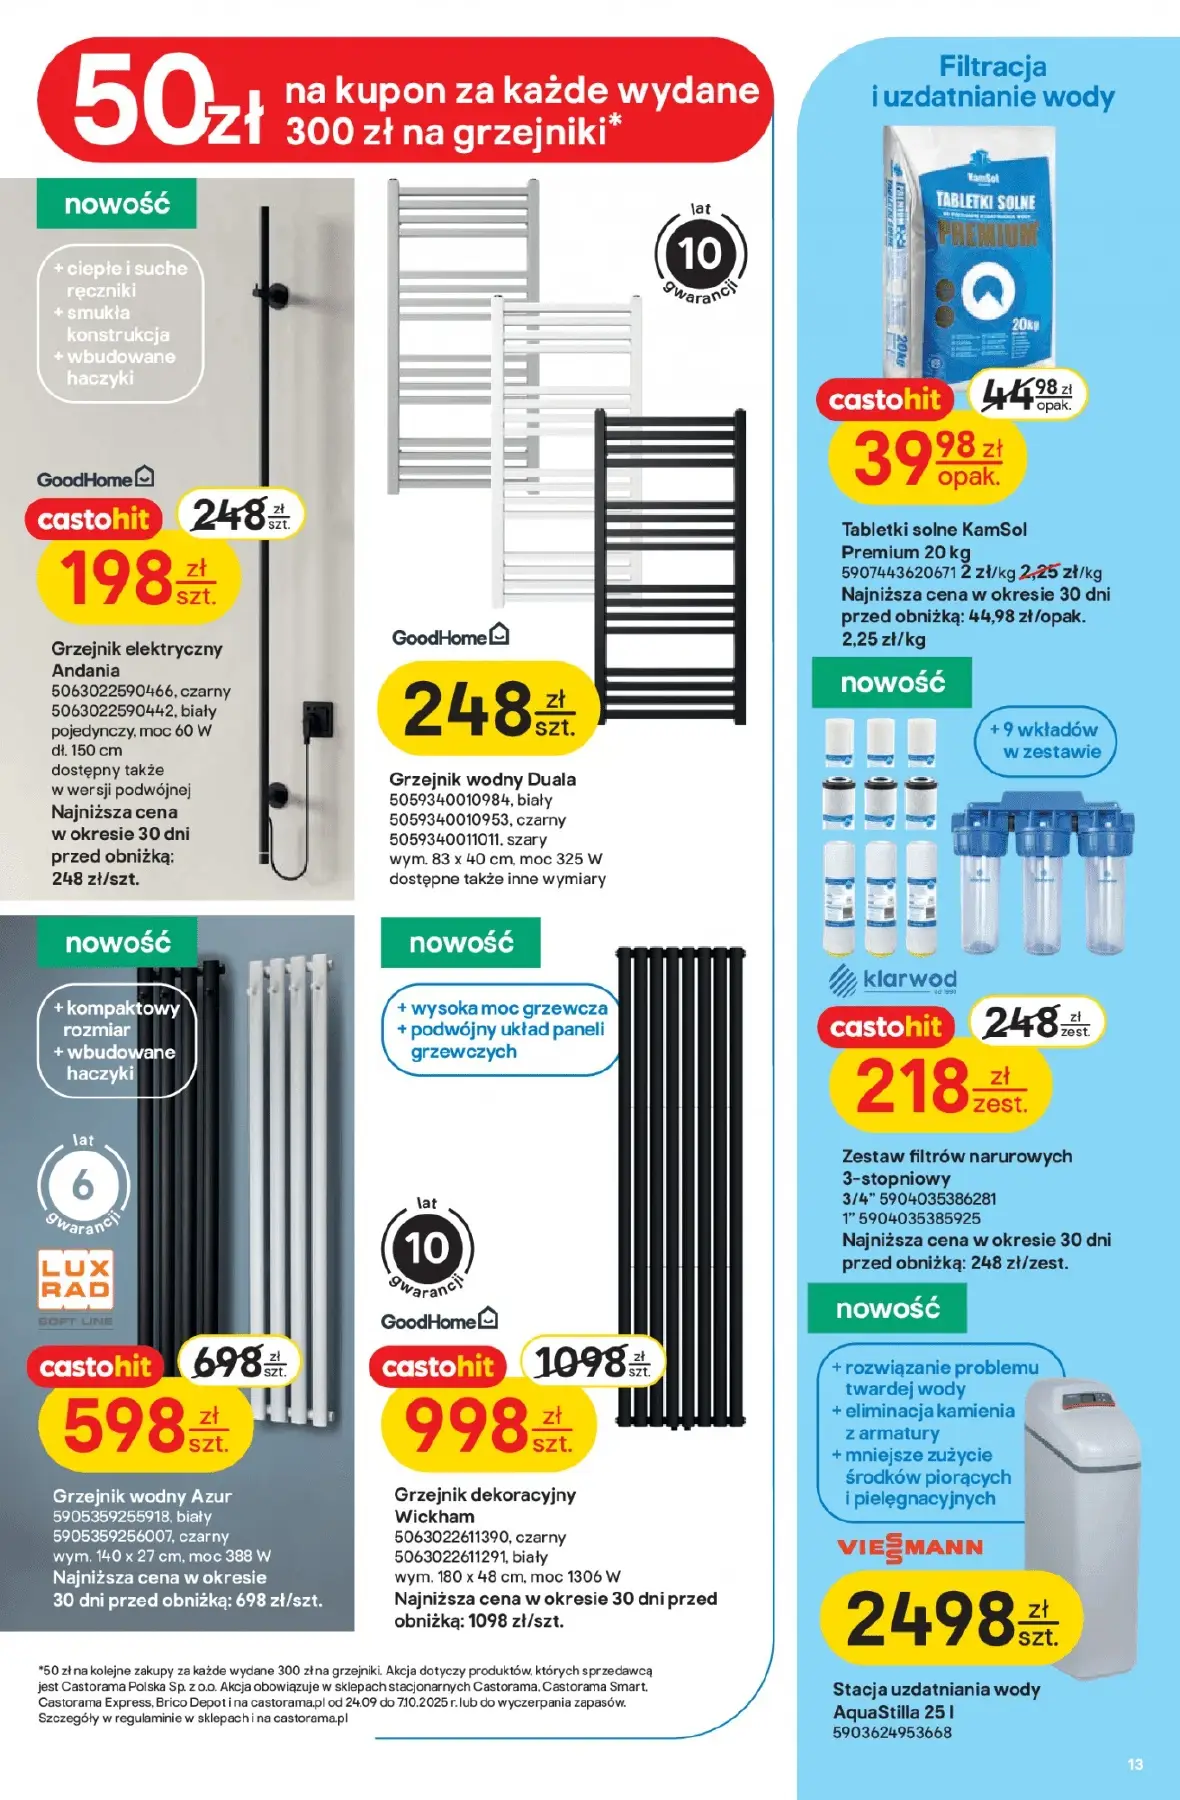 50zł
na kupon za każde wydane
300 zł na grzejniki*
nowość
+ ciepłe i suche
ręczniki
+ smukła
konstrukcja
+ wbudowane
haczyki
GoodHome
castohit
248 zł szt.
198 zł szt.
Grzejnik elektryczny
Andania
5063022590466, czarny
5063022590442, biały
pojedynczy, moc 60 W
dł. 150 cm
dostępny także
w wersji podwójnej
Najniższa cena
w okresie 30 dni
przed obniżką:
248 zł/szt.
lat
10
gwarancji
GoodHome
248 zł szt.
Grzejnik wodny Duala
5059340010984, biały
5059340010953, czarny
5059340011011, szary
wym. 83 x 40 cm, moc 325 W
dostępne także inne wymiary
nowość
+ kompaktowy
rozmiar
+ wbudowane
haczyki
lat
6
gwarancji
LUX
RAD
SOFT LINE
castohit
698 zł szt.
598 zł szt.
Grzejnik wodny Azur
5905359255918, biały
5905359256007, czarny
wym. 140 x 27 cm, moc 388 W
Najniższa cena w okresie
30 dni przed obniżką: 698 zł/szt.
nowość
+ wysoka moc grzewcza
+ podwójny układ paneli
grzewczych
lat
10
gwarancji
GoodHome
castohit
1098 zł szt.
998 zł szt.
Grzejnik dekoracyjny
Wickham
5063022611390, czarny
5063022611291, biały
wym. 180 x 48 cm, moc 1306 W
Najniższa cena w okresie 30 dni przed
obniżką: 1098 zł/szt.
*50 zł na kolejne zakupy za każde wydane 300 zł na grzejniki. Akcja dotyczy produktów, których sprzedawcą
jest Castorama Polska Sp. z o.o. Akcja obowiązuje w sklepach stacjonarnych Castorama, Castorama Smart,
Castorama Express, Brico Depot i na castorama.pl od 24.09 do 7.10.2025 r. lub do wyczerpania zapasów.
Szczegóły w regulaminie w sklepach i na castorama.pl
Filtracja
i uzdatnianie wody
KamSol
TABLETKI SOLNE
PREMIUM
20kg
20kg
castohit
44,98 zł opak.
39,98 zł opak.
Tabletki solne KamSol
Premium 20 kg
5907443620671 2 zł/kg 2,25 zł/kg
Najniższa cena w okresie 30 dni
przed obniżką: 44,98 zł/opak.
2,25 zł/kg
nowość
+ 9 wkładów
w zestawie
klarwod
castohit
248 zł zest.
218 zł zest.
Zestaw filtrów narurowych
3-stopniowy
3/4” 5904035386281
1” 5904035385925
Najniższa cena w okresie 30 dni
przed obniżką: 248 zł/zest.
nowość
+ rozwiązanie problemu
twardej wody
+ eliminacja kamienia
z armatury
+ mniejsze zużycie
środków piorących
i pielęgnacyjnych
VIESSMANN
2498 zł szt.
Stacja uzdatniania wody
AquaStilla 25 l
5903624953668
13